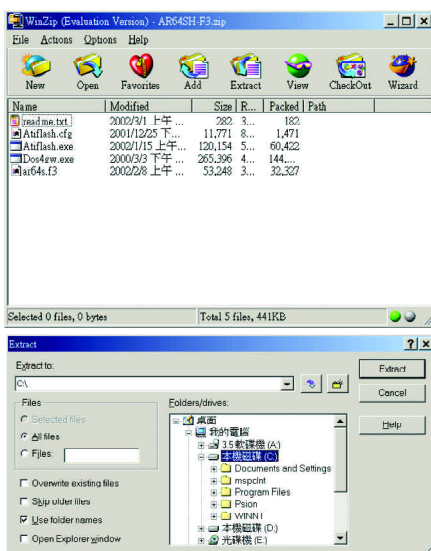 WinZip (Evaluation Version) - AR64SH-F3.zip
File Actions Options Help
New Open Favorites Add Extract View CheckOut Wizard
Name Modified Size R... Packed Path
readme.txt 2002/3/1 上午 ... 282 3... 182
Atiflash.cfg 2001/12/25 下... 11,771 8... 1,471
Atiflash.exe 2002/1/15 上午... 120,154 5... 60,422
Dos4gw.exe 2000/3/3 下午 ... 265,396 4... 144,...
ar64s.f3 2002/2/8 上午 ... 53,248 3... 32,327
Selected 0 files, 0 bytes Total 5 files, 441KB
Extract
Extract to:
C:\
Extract
Cancel
Help
Files
Selected files
All files
Files:
Overwrite existing files
Skip older files
Use folder names
Open Explorer window
Folders/drives:
桌面
我的電腦
3.5 軟碟機 (A:)
本機磁碟 (C:)
Documents and Settings
mspclnt
Program Files
Psion
WINNT
本機磁碟 (D:)
光碟機 (E:)